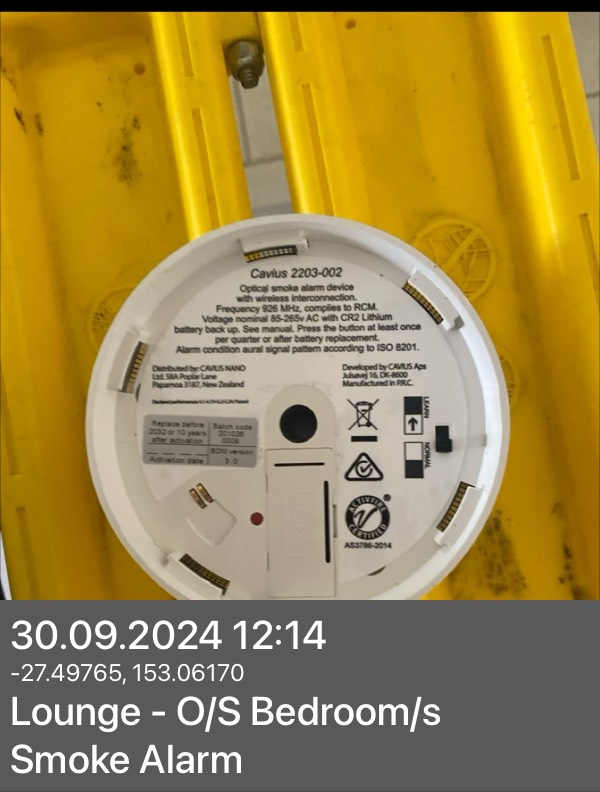 Cavius 2203-002
Optical smoke alarm device
with wireless interconnection.
Frequency 926 MHz, complies to RCM.
Voltage nominal 85-265v AC with CR2 Lithium
battery back up. See manual. Press the button at least once
per quarter or after battery replacement.
Alarm condition aural signal pattern according to ISO 8201.
Distributed by: CAVIUS NANO
Ltd. 58A Poplar Lane
Papamoa 3187, New Zealand
Developed by CAVIUS Aps
Julsøvej 16, DK-8600
Manufactured in P.R.C.
Replace before
2032 or 10 years
after activation
Activation date
Batch code
201026
0009
BOM version
3.0
LEARN
NORMAL
ACTIVFIRE
CERTIFIED
®
AS3786-2014
30.09.2024 12:14
-27.49765, 153.06170
Lounge - O/S Bedroom/s
Smoke Alarm